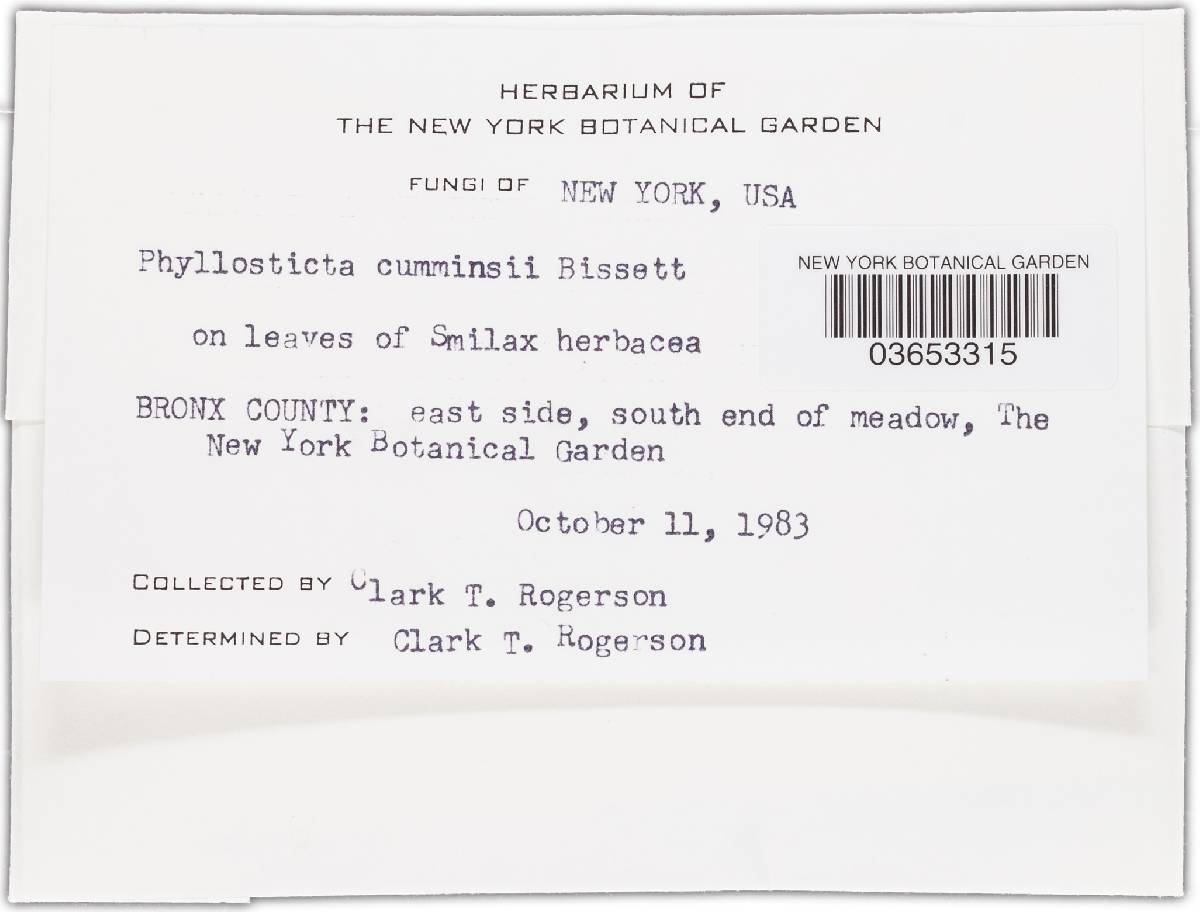 HERBARIUM OF
THE NEW YORK BOTANICAL GARDEN
FUNGI OF NEW YORK, USA
Phyllosticta cumminsii Bissett
NEW YORK BOTANICAL GARDEN
03653315
on leaves of Smilax herbacea
BRONX COUNTY: east side, south end of meadow, The
New York Botanical Garden
October 11, 1983
COLLECTED BY Clark T. Rogerson
DETERMINED BY Clark T. Rogerson